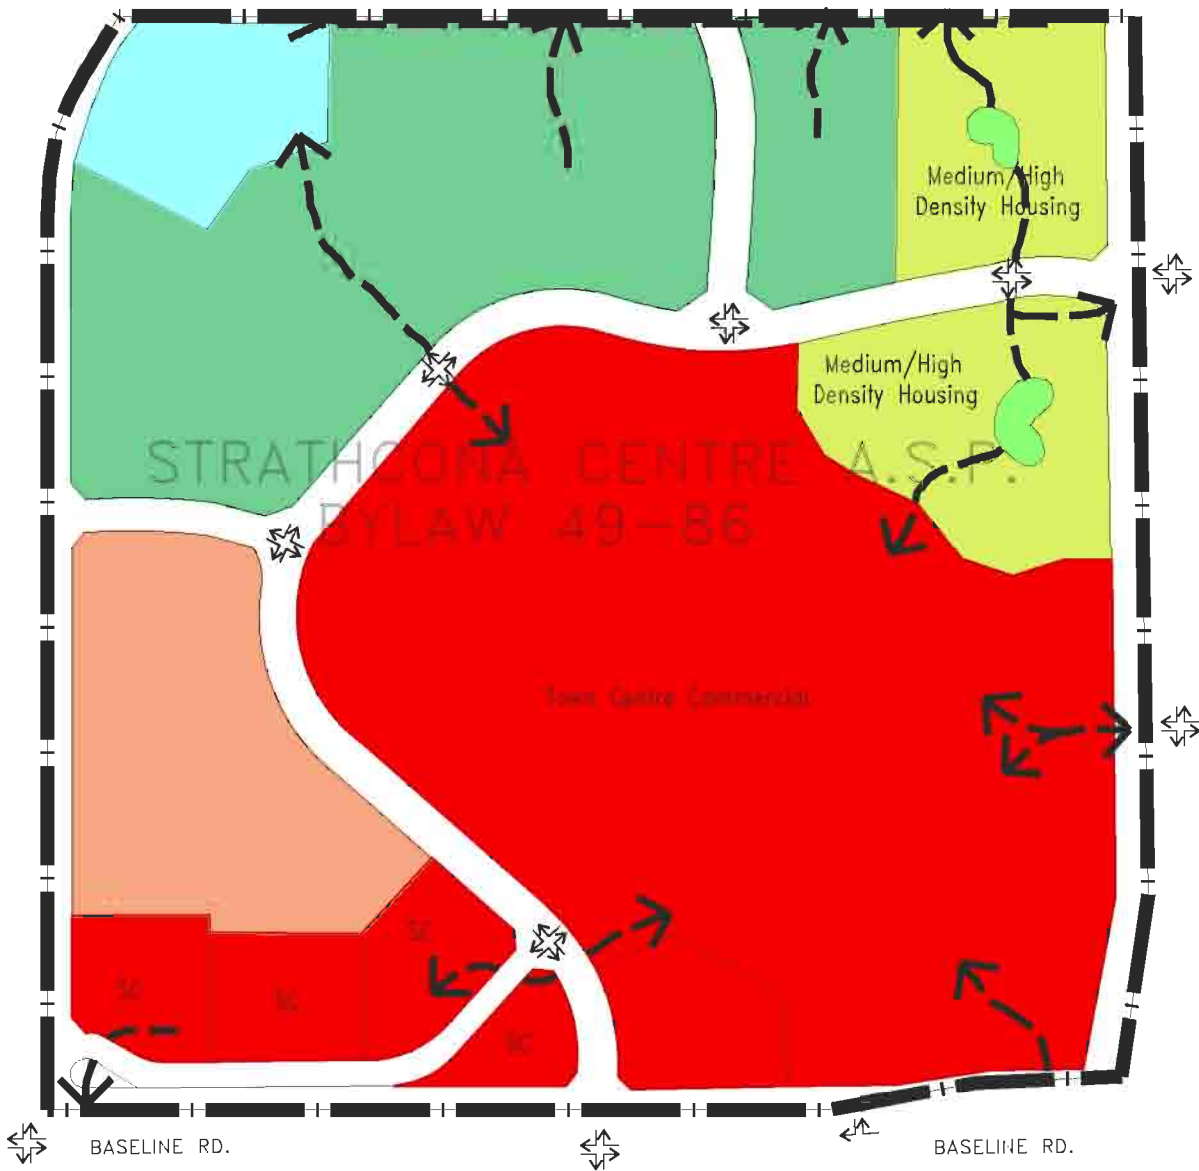 Medium/High
Density Housing
Medium/High
Density Housing
STRATHCONA CENTRE A.S.P.
BYLAW 49-86
Town Centre Commercial
SC
SC
SC
SC
BASELINE RD.
BASELINE RD.